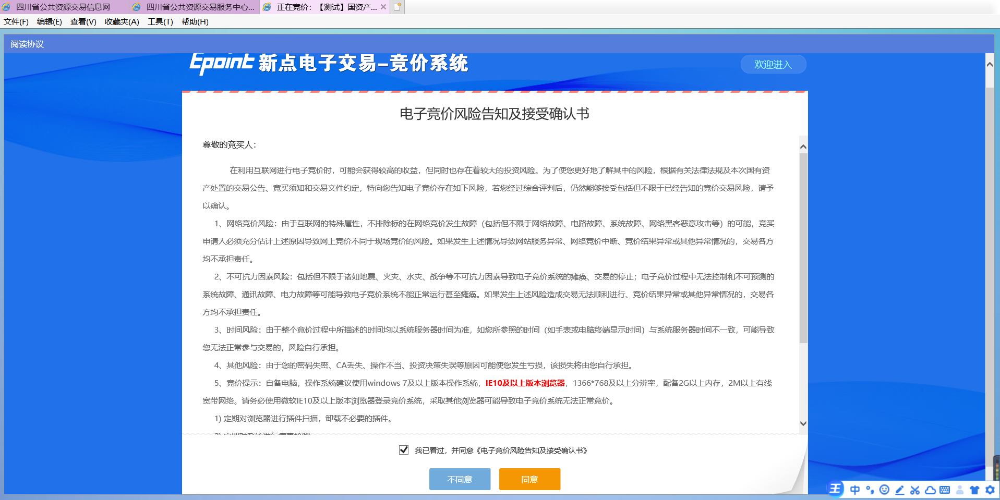 四川省公共资源交易信息网 四川省公共资源交易服务中心... 正在竞价：【测试】国资产...
文件(F) 编辑(E) 查看(V) 收藏夹(A) 工具(T) 帮助(H)
阅读协议
Epoint 新点电子交易-竞价系统
欢迎进入
电子竞价风险告知及接受确认书
尊敬的竞买人：
在利用互联网进行电子竞价时，可能会获得较高的收益，但同时也存在着较大的投资风险。为了使您更好地了解其中的风险，根据有关法律法规及本次国有资
产处置的交易公告、竞买须知和交易文件约定，特向您告知电子竞价存在如下风险，若您经过综合评判后，仍然能够接受包括但不限于已经告知的竞价交易风险，请予
以确认。
1、网络竞价风险：由于互联网的特殊属性，不排除标的在网络竞价发生故障（包括但不限于网络故障、电路故障、系统故障、网络黑客恶意攻击等）的可能，竞买
申请人必须充分估计上述原因导致网上竞价不同于现场竞价的风险。如果发生上述情况导致网站服务异常、网络竞价中断、竞价结果异常或其他异常情况的，交易各方
均不承担责任。
2、不可抗力因素风险：包括但不限于诸如地震、火灾、水灾、战争等不可抗力因素导致电子竞价系统的瘫痪、交易的停止；电子竞价过程中无法控制和不可预测的
系统故障、通讯故障、电力故障等可能导致电子竞价系统不能正常运行甚至瘫痪。如果发生上述风险造成交易无法顺利进行、竞价结果异常或其他异常情况的，交易各
方均不承担责任。
3、时间风险：由于整个竞价过程中所描述的时间均以系统服务器时间为准，如您所参照的时间（如手表或电脑终端显示时间）与系统服务器时间不一致，可能导致
您无法正常参与交易的，风险自行承担。
4、其他风险：由于您的密码失密、CA丢失、操作不当、投资决策失误等原因可能使您发生亏损，该损失将由您自行承担。
5、竞价提示：自备电脑，操作系统建议使用windows 7及以上版本操作系统，IE10及以上版本浏览器，1366*768及以上分辨率，配备2G以上内存，2M以上有线
宽带网络。请务必使用微软IE10及以上版本浏览器登录竞价系统，采取其他浏览器可能导致电子竞价系统无法正常竞价。
1) 定期对浏览器进行插件扫描，卸载不必要的插件。
2) 定期对系统进行病毒检测
我已看过，并同意《电子竞价风险告知及接受确认书》
不同意 同意
王 中